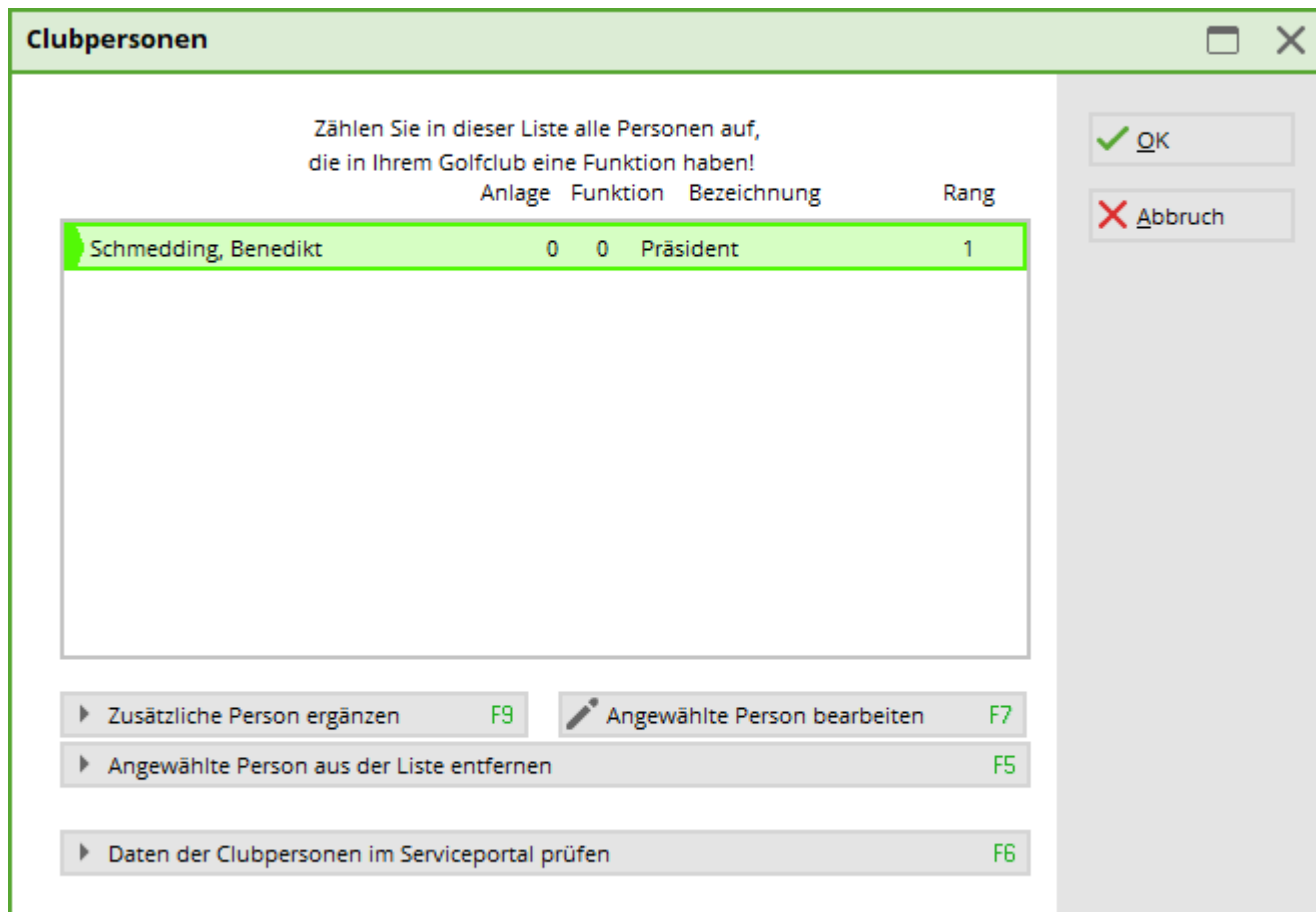 Clubpersonen
Zählen Sie in dieser Liste alle Personen auf,
die in Ihrem Golfclub eine Funktion haben!
Anlage Funktion Bezeichnung Rang
Schmedding, Benedikt 0 0 Präsident 1
OK
Abbruch
Zusätzliche Person ergänzen F9 Angewählte Person bearbeiten F7
Angewählte Person aus der Liste entfernen F5
Daten der Clubpersonen im Serviceportal prüfen F6